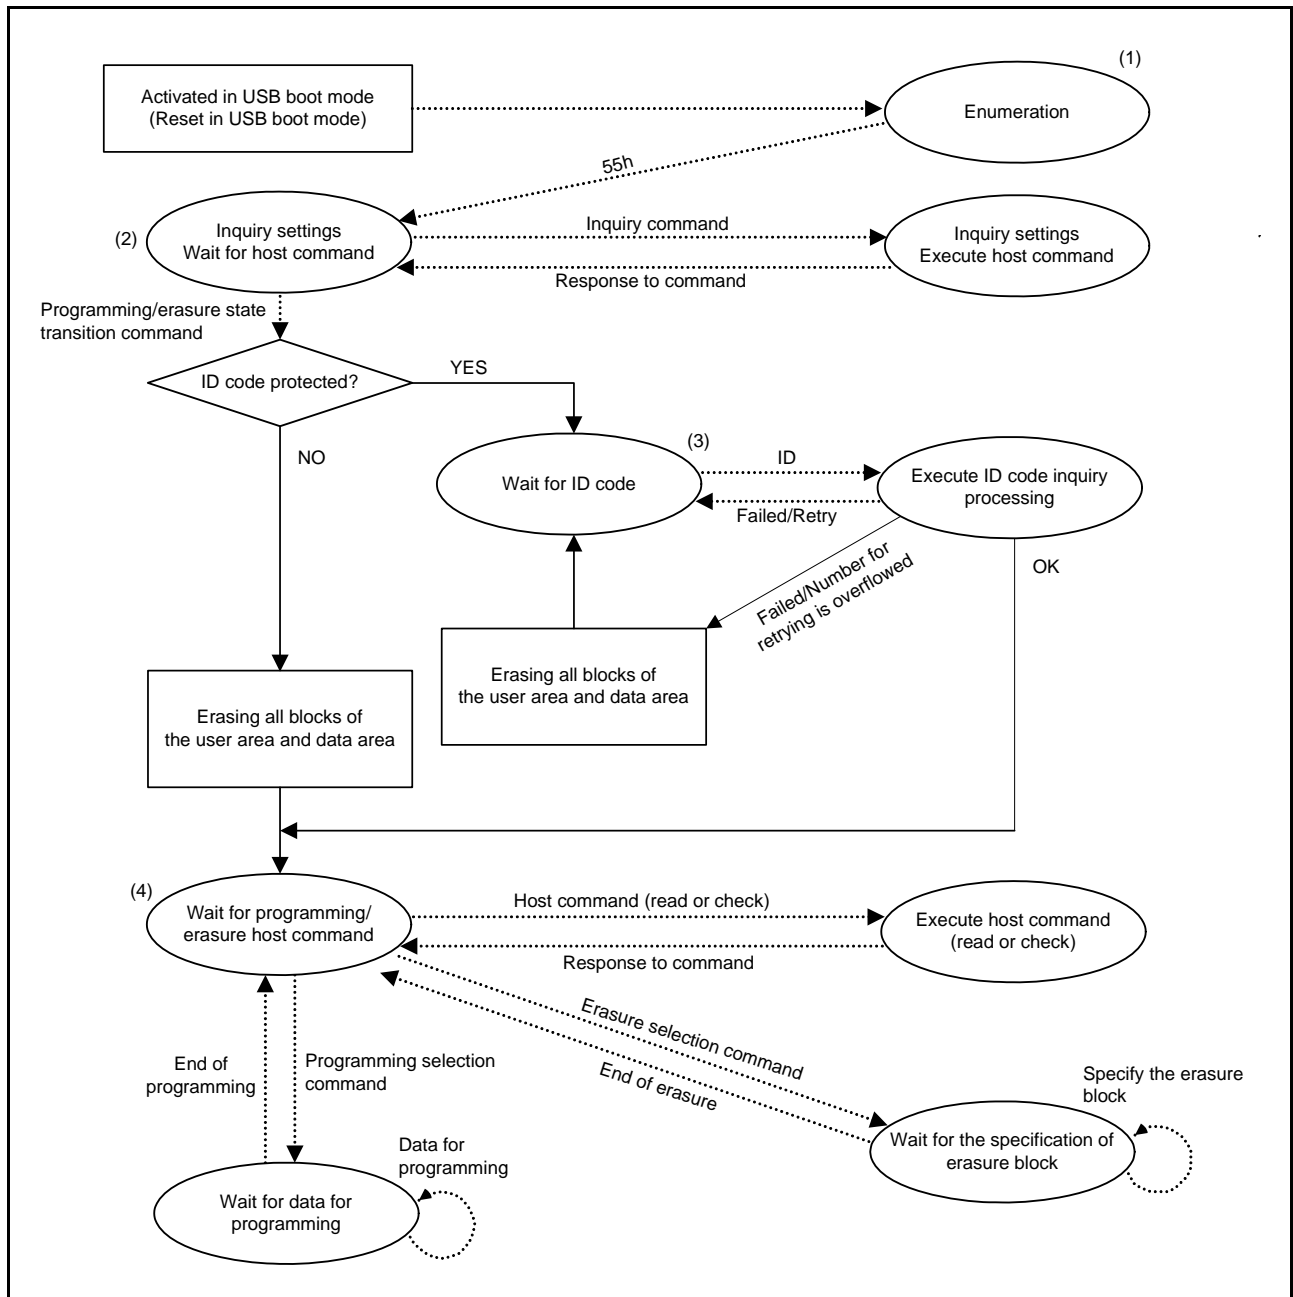 (1)
Activated in USB boot mode
(Reset in USB boot mode)
Enumeration
55h
(2)
Inquiry settings
Wait for host command
Inquiry command
Inquiry settings
Execute host command
Response to command
Programming/erasure state
transition command
ID code protected?
YES
NO
(3)
Wait for ID code
ID
Failed/Retry
Execute ID code inquiry
processing
OK
Failed/Number for
retrying is overflowed
Erasing all blocks of
the user area and data area
Erasing all blocks of
the user area and data area
(4)
Wait for programming/
erasure host command
Host command (read or check)
Response to command
Execute host command
(read or check)
Erasure selection command
End of erasure
End of
programming
Programming selection
command
Specify the erasure
block
Wait for the specification of
erasure block
Data for
programming
Wait for data for
programming